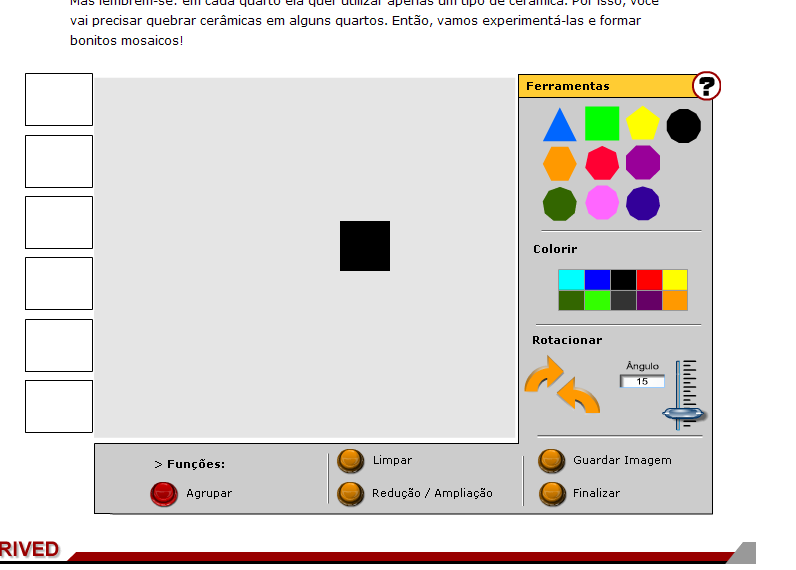 Mas lembrem-se: em cada quarto ela quer utilizar apenas um tipo de cerâmica. Por isso, você
vai precisar quebrar cerâmicas em alguns quartos. Então, vamos experimentá-las e formar
bonitos mosaicos!
Ferramentas
?
Colorir
Rotacionar
Ângulo
15
> Funções:
Agrupar
Limpar
Redução / Ampliação
Guardar Imagem
Finalizar
RIVED